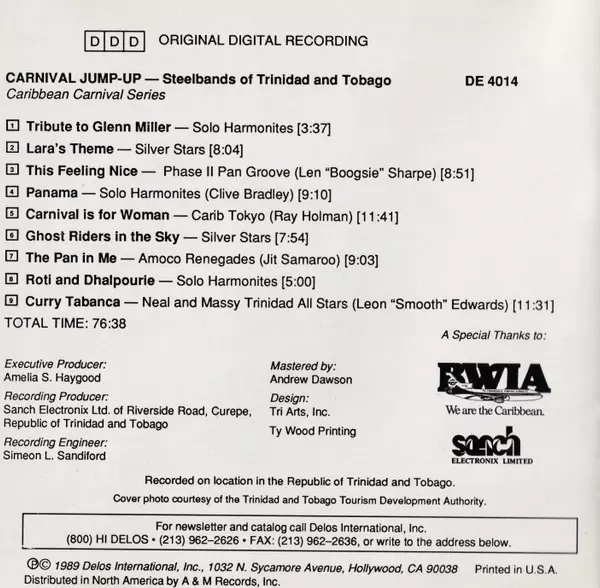 DDD ORIGINAL DIGITAL RECORDING
CARNIVAL JUMP-UP — Steelbands of Trinidad and Tobago DE 4014
Caribbean Carnival Series
1 Tribute to Glenn Miller — Solo Harmonites [3:37]
2 Lara's Theme — Silver Stars [8:04]
3 This Feeling Nice — Phase II Pan Groove (Len "Boogsie" Sharpe) [8:51]
4 Panama — Solo Harmonites (Clive Bradley) [9:10]
5 Carnival is for Woman — Carib Tokyo (Ray Holman) [11:41]
6 Ghost Riders in the Sky — Silver Stars [7:54]
7 The Pan in Me — Amoco Renegades (Jit Samaroo) [9:03]
8 Roti and Dhalpourie — Solo Harmonites [5:00]
9 Curry Tabanca — Neal and Massy Trinidad All Stars (Leon "Smooth" Edwards) [11:31]
TOTAL TIME: 76:38
A Special Thanks to:
Executive Producer:
Amelia S. Haygood
Recording Producer:
Sanch Electronix Ltd. of Riverside Road, Curepe,
Republic of Trinidad and Tobago
Recording Engineer:
Simeon L. Sandiford
Mastered by:
Andrew Dawson
Design:
Tri Arts, Inc.
Ty Wood Printing
BWIA
We are the Caribbean.
sanch
ELECTRONIX LIMITED
Recorded on location in the Republic of Trinidad and Tobago.
Cover photo courtesy of the Trinidad and Tobago Tourism Development Authority.
For newsletter and catalog call Delos International, Inc.
(800) HI DELOS • (213) 962–2626 • FAX: (213) 962–2636, or write to the address below.
℗© 1989 Delos International, Inc., 1032 N. Sycamore Avenue, Hollywood, CA 90038 Printed in U.S.A.
Distributed in North America by A & M Records, Inc.